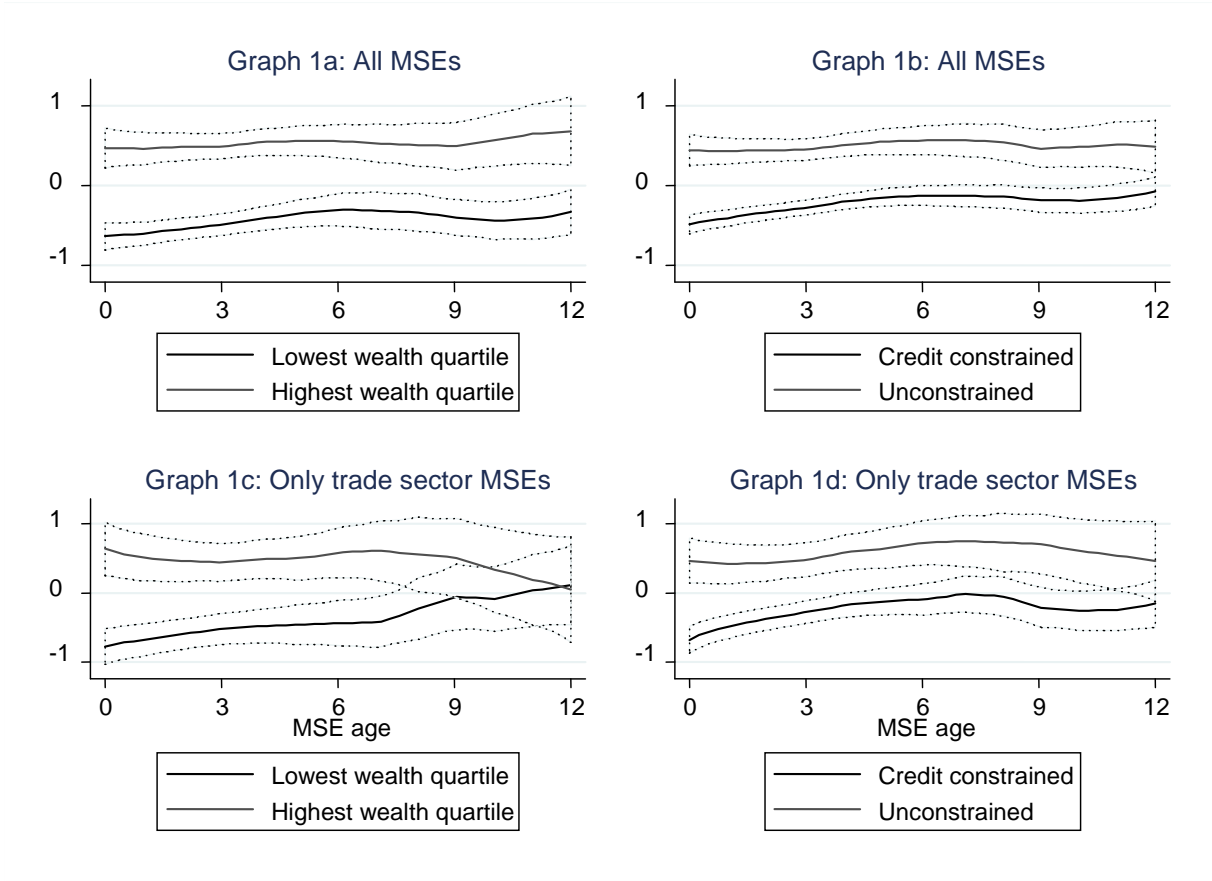 Graph 1a: All MSEs
1
0
-1
0 3 6 9 12
Lowest wealth quartile
Highest wealth quartile
Graph 1b: All MSEs
1
0
-1
0 3 6 9 12
Credit constrained
Unconstrained
Graph 1c: Only trade sector MSEs
1
0
-1
0 3 6 9 12
MSE age
Lowest wealth quartile
Highest wealth quartile
Graph 1d: Only trade sector MSEs
1
0
-1
0 3 6 9 12
MSE age
Credit constrained
Unconstrained